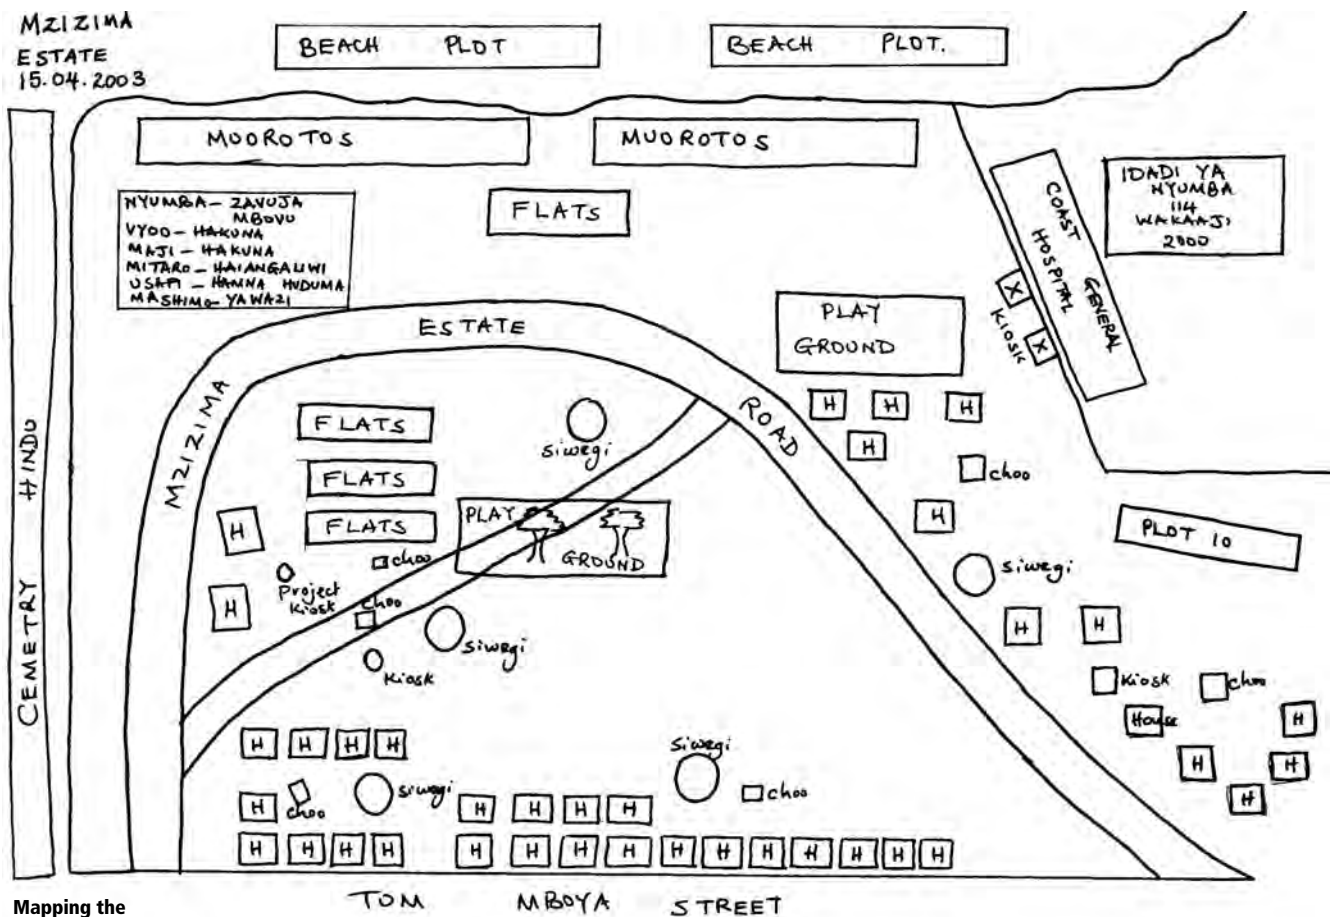 MZIZIMA
ESTATE
15.04.2003
BEACH PLOT
BEACH PLOT.
MUOROTOS
MUOROTOS
NYUMBA – ZAVUJA
MBOVU
VYOO – HAKUNA
MAJI – HAKUNA
MITARO – HAIANGALIWI
USAFI – HAMNA HUDUMA
MASHIMO – YAWAZI
FLATS
COAST GENERAL
HOSPITAL
IDADI YA
NYUMBA
114
WAKAAJI
2000
X
X
KIOSK
PLAY
GROUND
MZIZIMA ESTATE ROAD
CEMETRY HINDU
H H H
H
choo
H
PLOT 10
siwegi
H H
Kiosk
choo
House
H
H
H
H
FLATS
FLATS
FLATS
siwegi
PLAY
GROUND
H
H
choo
Project
Kiosk
choo
siwegi
Kiosk
H H H H
H
choo
siwegi
H H H H
siwegi
choo
H H H H H H H H H H H H H H H
TOM MBOYA STREET
Mapping the